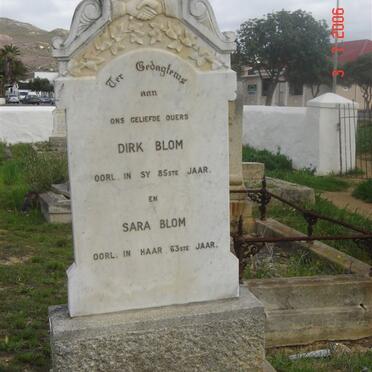 Ter Gedagtenis
aan
ONS GELIEFDE OUERS
DIRK BLOM
OORL. IN SY 85STE JAAR.
EN
SARA BLOM
OORL. IN HAAR 63STE JAAR.
3 3 2006